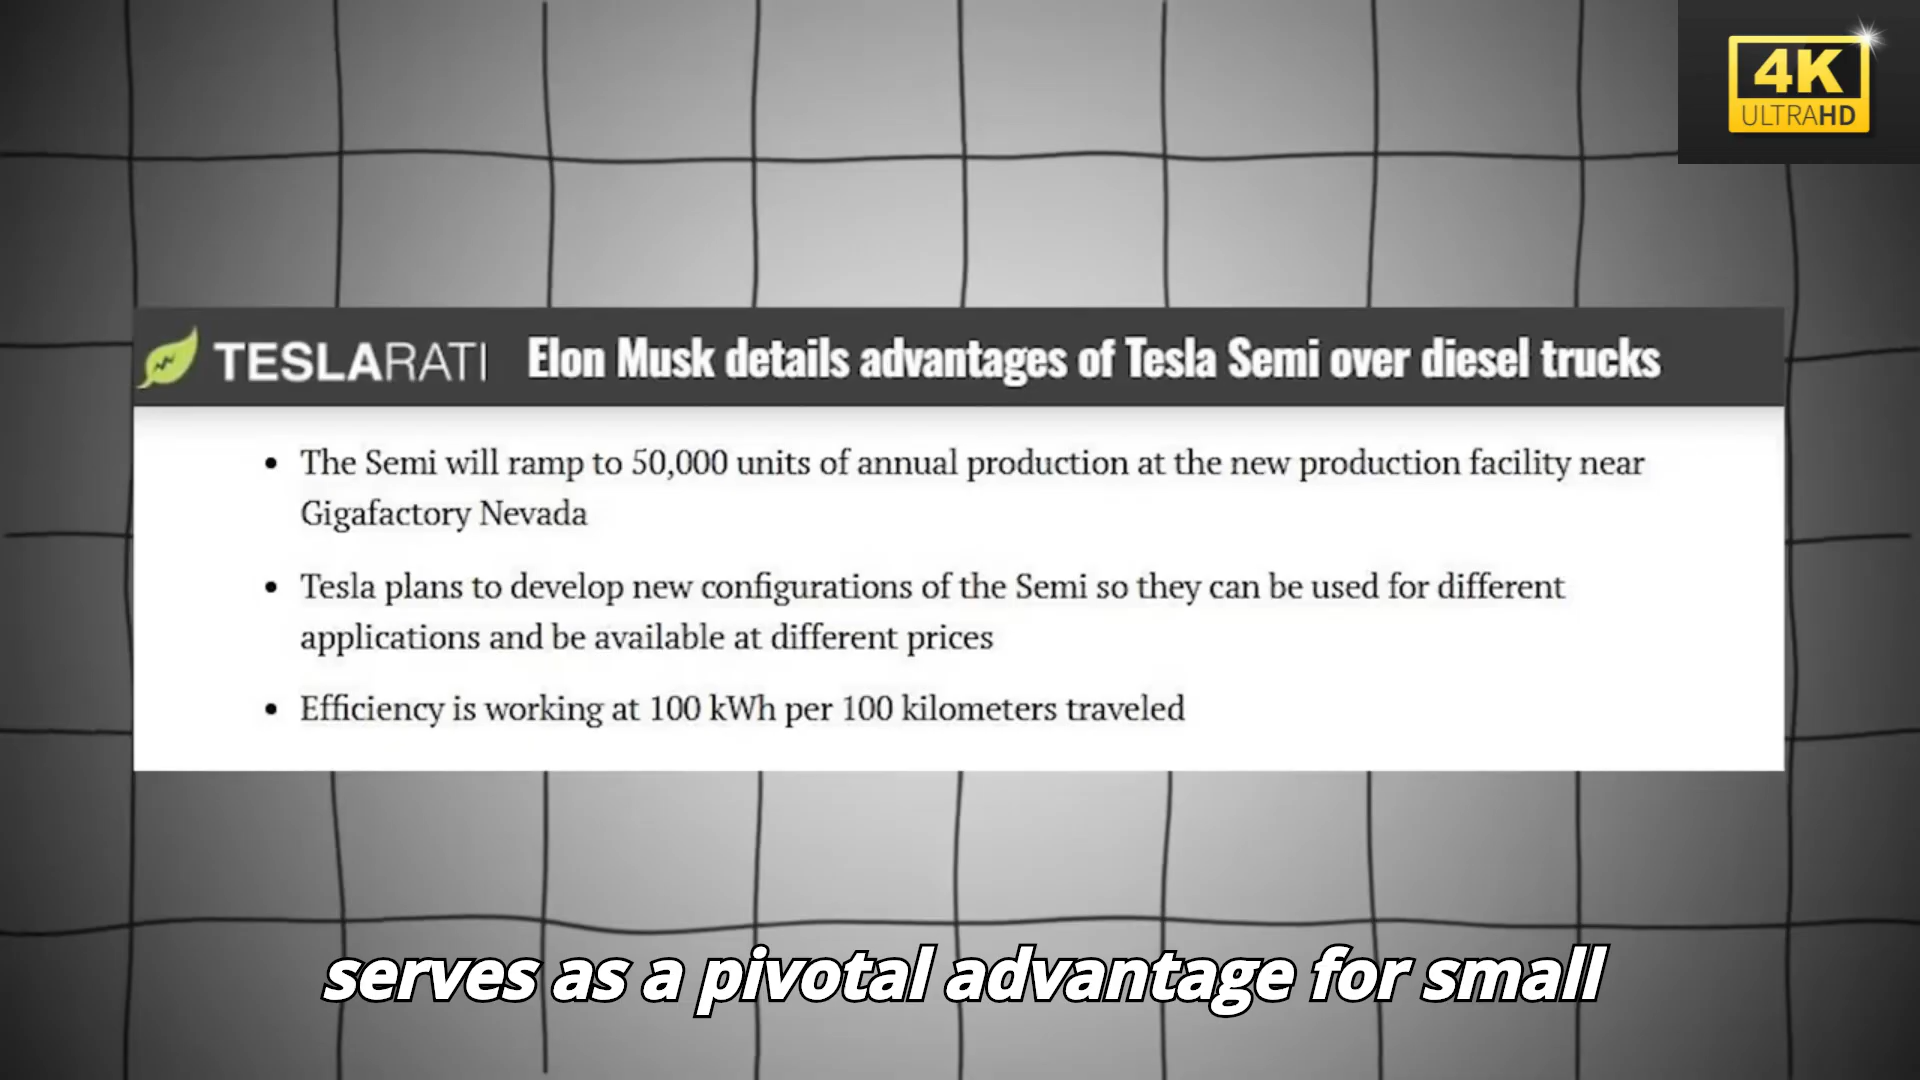 4K
ULTRAHD
TESLARATI Elon Musk details advantages of Tesla Semi over diesel trucks
• The Semi will ramp to 50,000 units of annual production at the new production facility near
Gigafactory Nevada
• Tesla plans to develop new configurations of the Semi so they can be used for different
applications and be available at different prices
• Efficiency is working at 100 kWh per 100 kilometers traveled
serves as a pivotal advantage for small